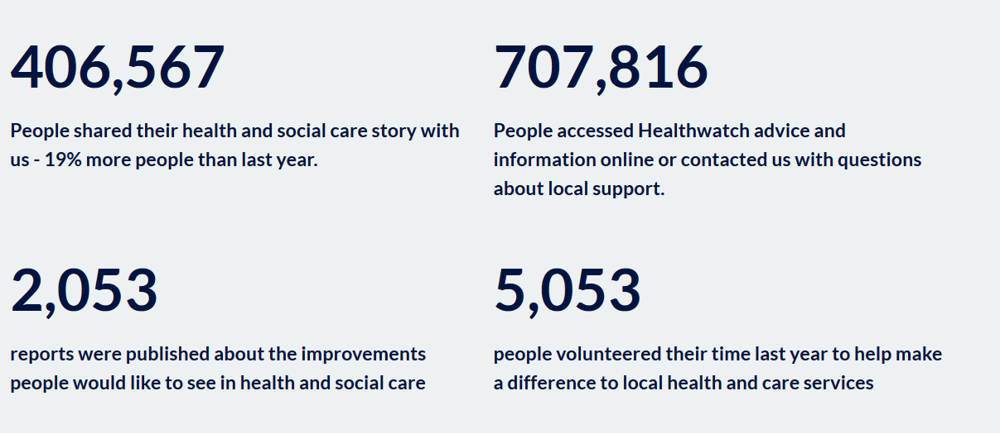 406,567
People shared their health and social care story with
us - 19% more people than last year.
707,816
People accessed Healthwatch advice and
information online or contacted us with questions
about local support.
2,053
reports were published about the improvements
people would like to see in health and social care
5,053
people volunteered their time last year to help make
a difference to local health and care services